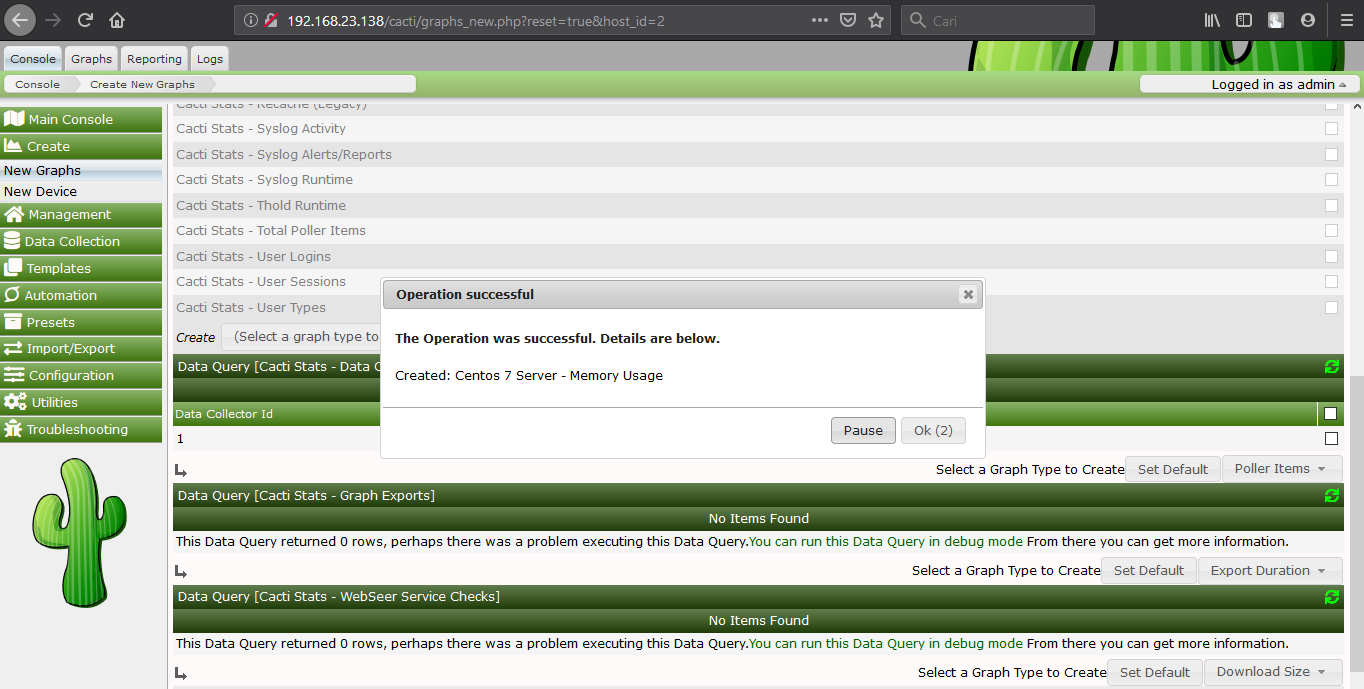 192.168.23.138/cacti/graphs_new.php?reset=true&host_id=2
Cari
Console
Graphs
Reporting
Logs
Console
Create New Graphs
Logged in as admin
Main Console
Create
New Graphs
New Device
Management
Data Collection
Templates
Automation
Presets
Import/Export
Configuration
Utilities
Troubleshooting
Cacti Stats - Recache (Legacy)
Cacti Stats - Syslog Activity
Cacti Stats - Syslog Alerts/Reports
Cacti Stats - Syslog Runtime
Cacti Stats - Thold Runtime
Cacti Stats - Total Poller Items
Cacti Stats - User Logins
Cacti Stats - User Sessions
Cacti Stats - User Types
Create (Select a graph type to
Operation successful
The Operation was successful. Details are below.
Created: Centos 7 Server - Memory Usage
Pause
Ok (2)
Data Query [Cacti Stats - Data
Data Collector Id
1
Select a Graph Type to Create Set Default Poller Items
Data Query [Cacti Stats - Graph Exports]
No Items Found
This Data Query returned 0 rows, perhaps there was a problem executing this Data Query.You can run this Data Query in debug mode From there you can get more information.
Select a Graph Type to Create Set Default Export Duration
Data Query [Cacti Stats - WebSeer Service Checks]
No Items Found
This Data Query returned 0 rows, perhaps there was a problem executing this Data Query.You can run this Data Query in debug mode From there you can get more information.
Select a Graph Type to Create Set Default Download Size